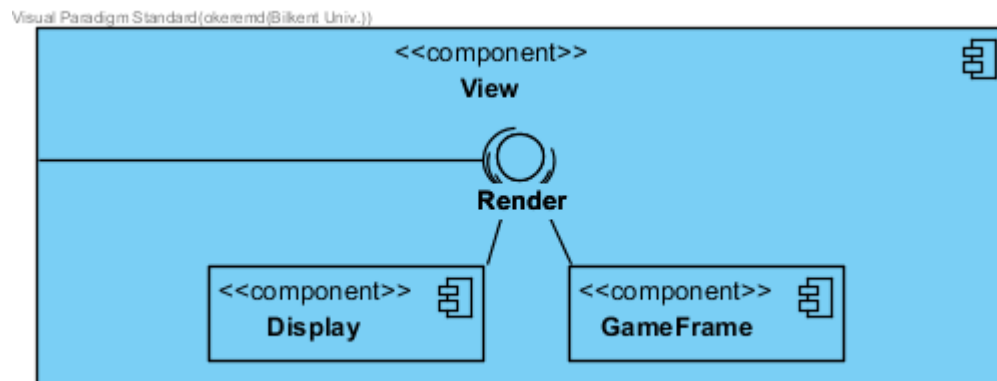 Visual Paradigm Standard(okeremd(Bilkent Univ.))
<<component>>
View
Render
<<component>>
Display
<<component>>
GameFrame